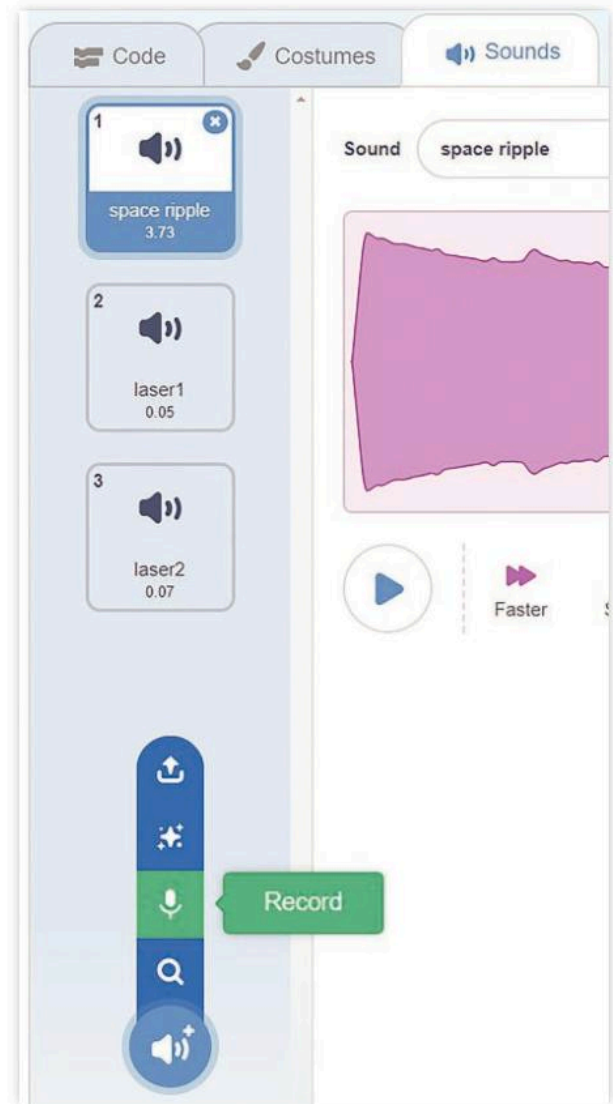 Code
Costumes
Sounds
1
space ripple
3.73
2
laser1
0.05
3
laser2
0.07
Record
Sound
space ripple
Faster